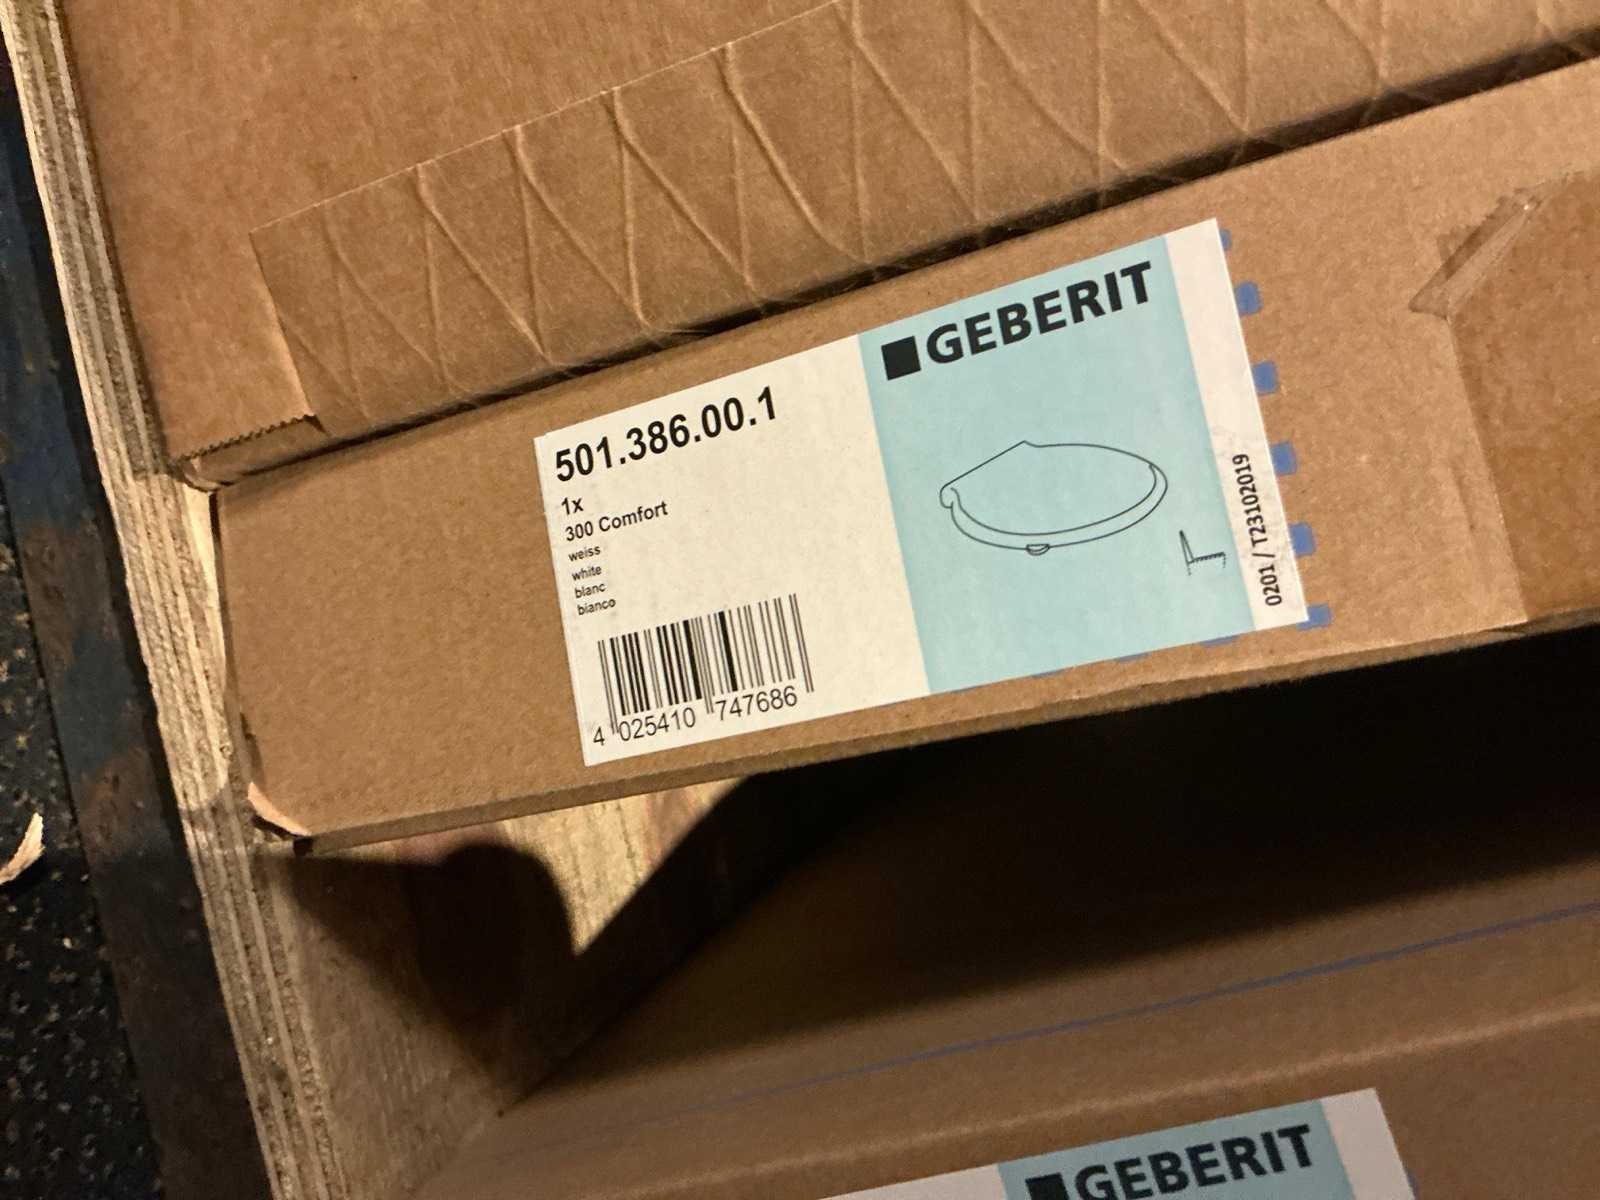 501.386.00.1
1x
300 Comfort
weiss
white
blanc
bianco
4 025410 747686
GEBERIT
0201 / T23102019
GEBERIT